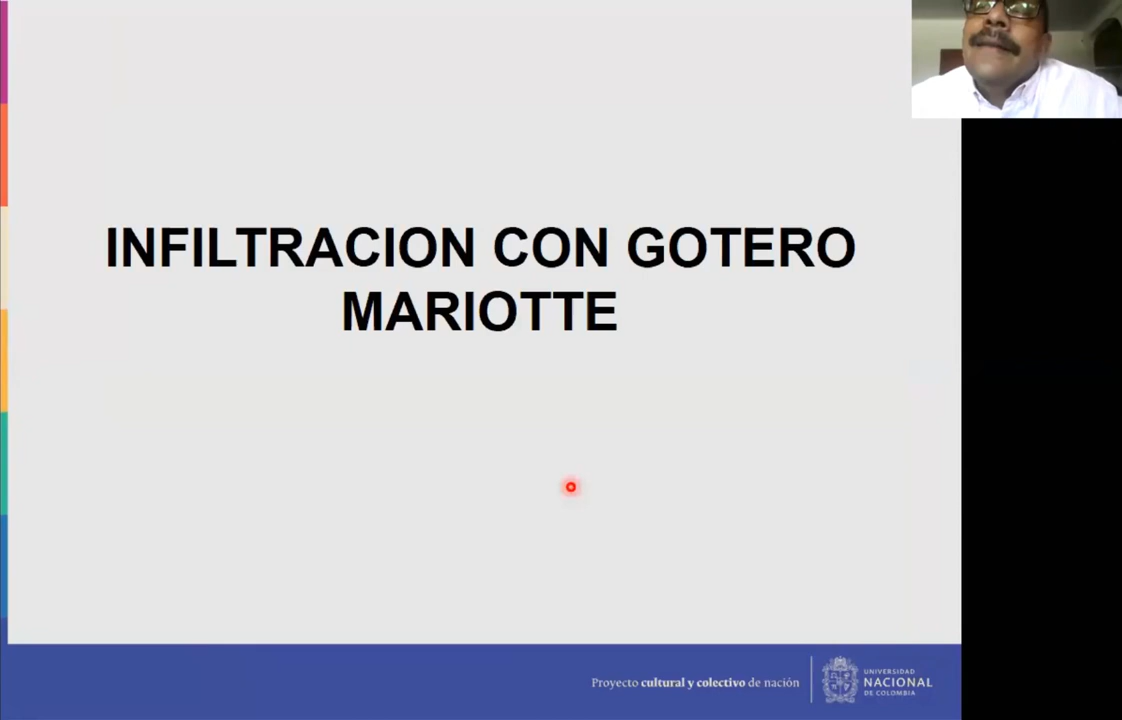 INFILTRACION CON GOTERO
MARIOTTE
Proyecto cultural y colectivo de nación
UNIVERSIDAD
NACIONAL
DE COLOMBIA